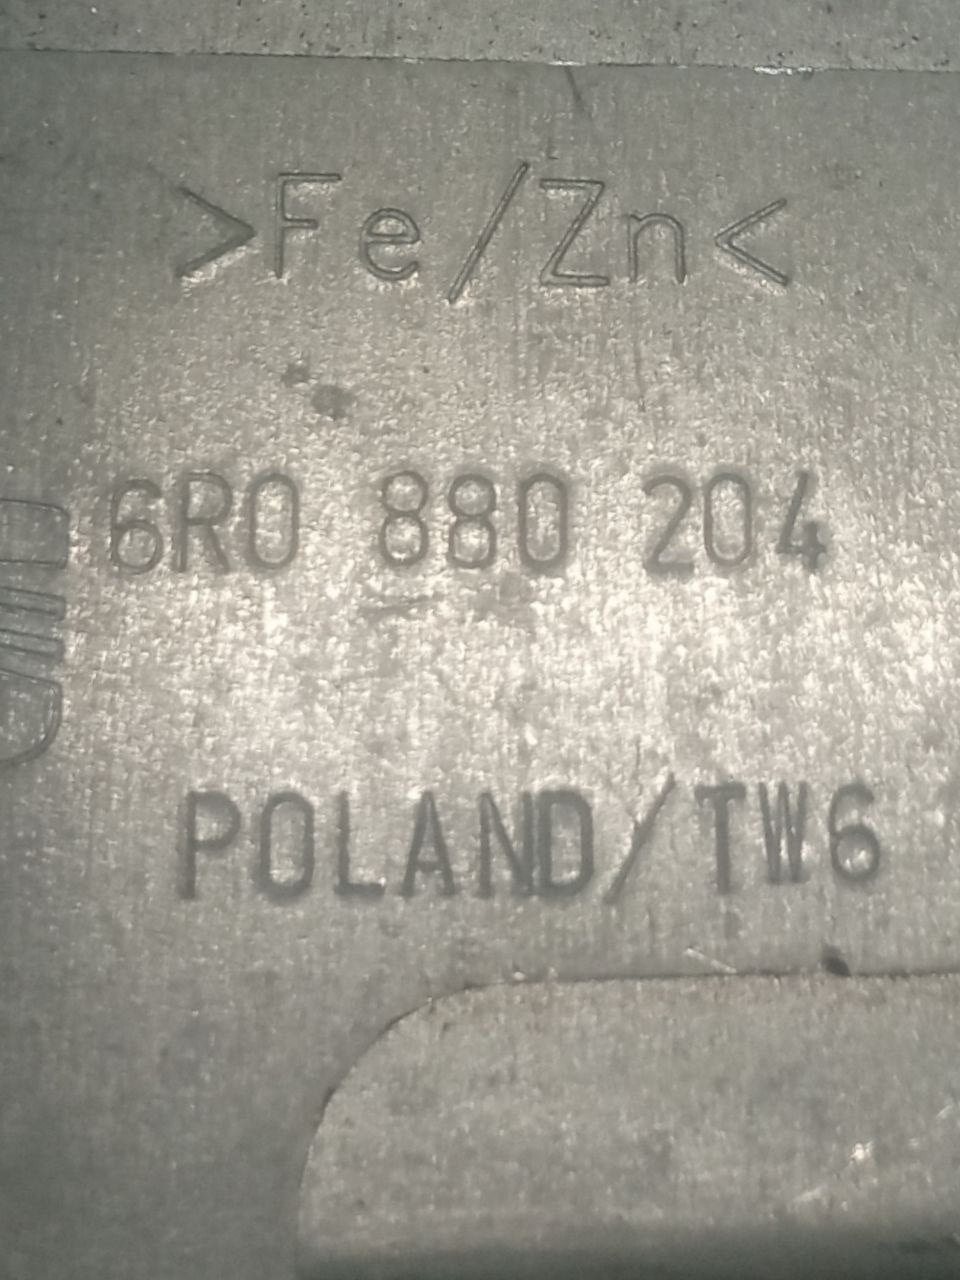 >Fe/Zn<
6R0 880 204
POLAND/TW6